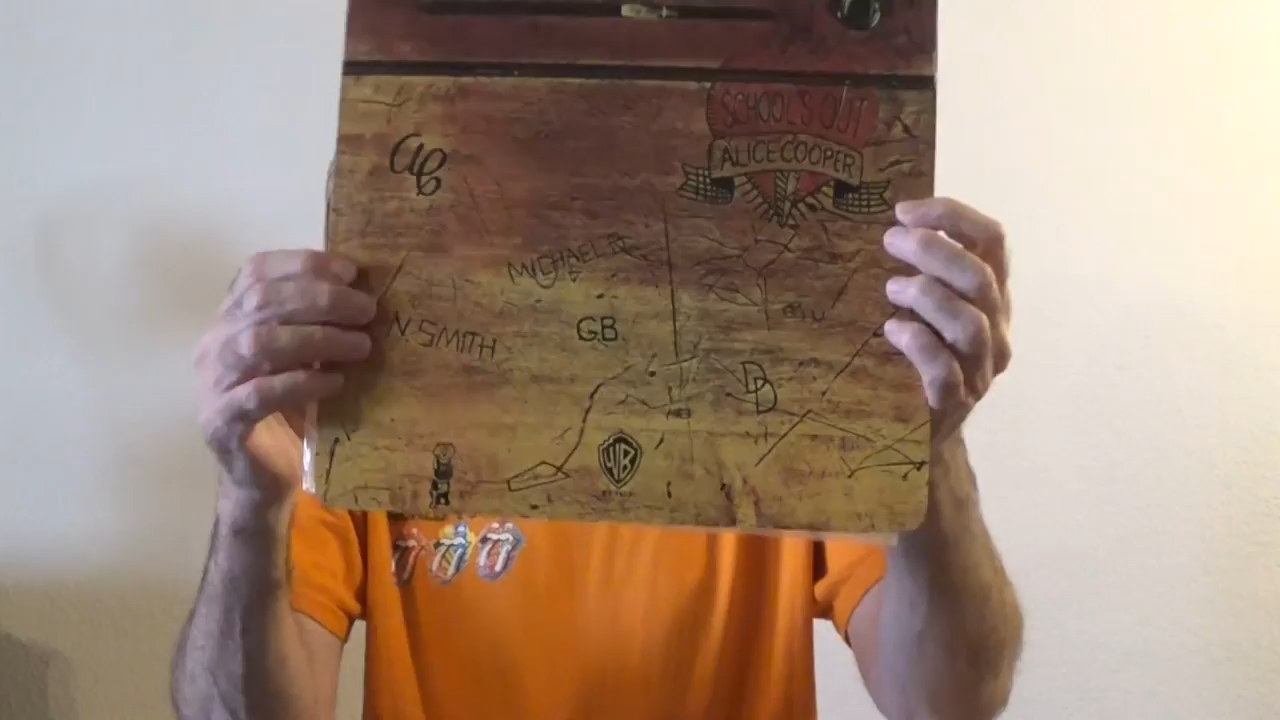 SCHOOL'S OUT
ALICE COOPER
AC
MICHAEL B
GB
N. SMITH
DD
WB